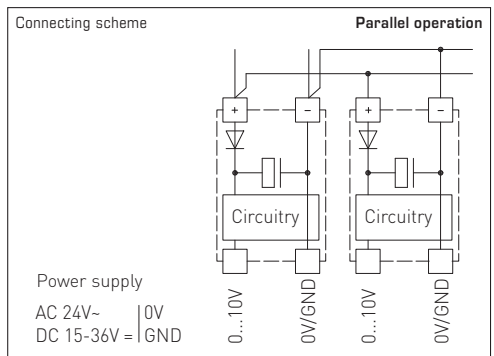 Connecting scheme
Parallel operation
+ − + −
Circuitry Circuitry
Power supply
AC 24V~ | 0V
DC 15-36V = | GND
0...10V
0V/GND
0...10V
0V/GND